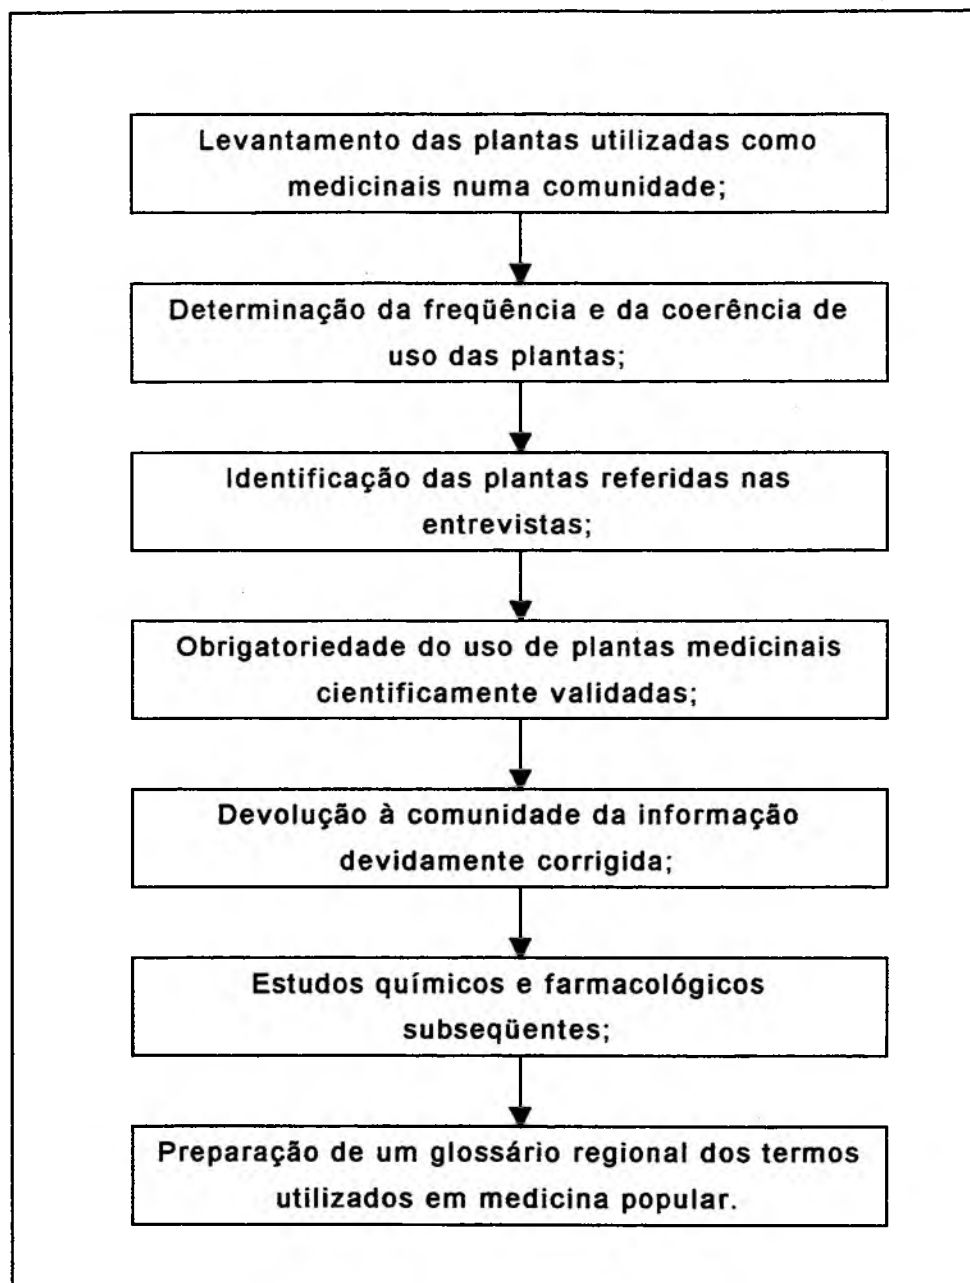 Levantamento das plantas utilizadas como
medicinais numa comunidade;
Determinação da freqüência e da coerência de
uso das plantas;
Identificação das plantas referidas nas
entrevistas;
Obrigatoriedade do uso de plantas medicinais
cientificamente validadas;
Devolução à comunidade da informação
devidamente corrigida;
Estudos químicos e farmacológicos
subseqüentes;
Preparação de um glossário regional dos termos
utilizados em medicina popular.